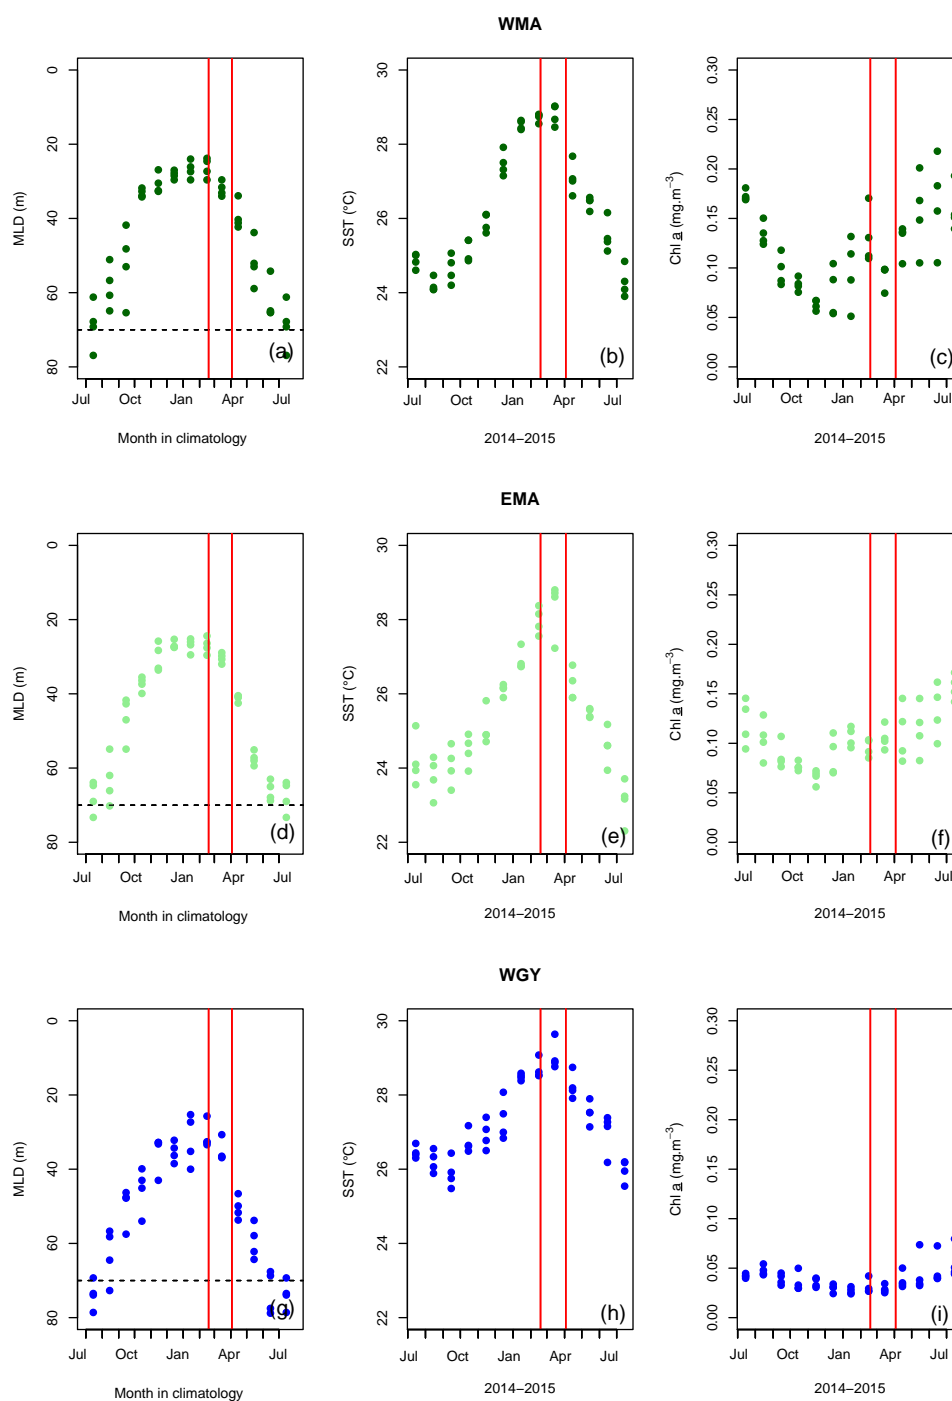 WMA
MLD (m)
0
20
40
60
80
(a)
Jul Oct Jan Apr Jul
Month in climatology
SST (°C)
30
28
26
24
22
(b)
Jul Oct Jan Apr Jul
2014–2015
Chl a (mg.m−3)
0.30
0.25
0.20
0.15
0.10
0.05
0.00
(c)
Jul Oct Jan Apr Jul
2014–2015
EMA
MLD (m)
0
20
40
60
80
(d)
Jul Oct Jan Apr Jul
Month in climatology
SST (°C)
30
28
26
24
22
(e)
Jul Oct Jan Apr Jul
2014–2015
Chl a (mg.m−3)
0.30
0.25
0.20
0.15
0.10
0.05
0.00
(f)
Jul Oct Jan Apr Jul
2014–2015
WGY
MLD (m)
0
20
40
60
80
(g)
Jul Oct Jan Apr Jul
Month in climatology
SST (°C)
30
28
26
24
22
(h)
Jul Oct Jan Apr Jul
2014–2015
Chl a (mg.m−3)
0.30
0.25
0.20
0.15
0.10
0.05
0.00
(i)
Jul Oct Jan Apr Jul
2014–2015